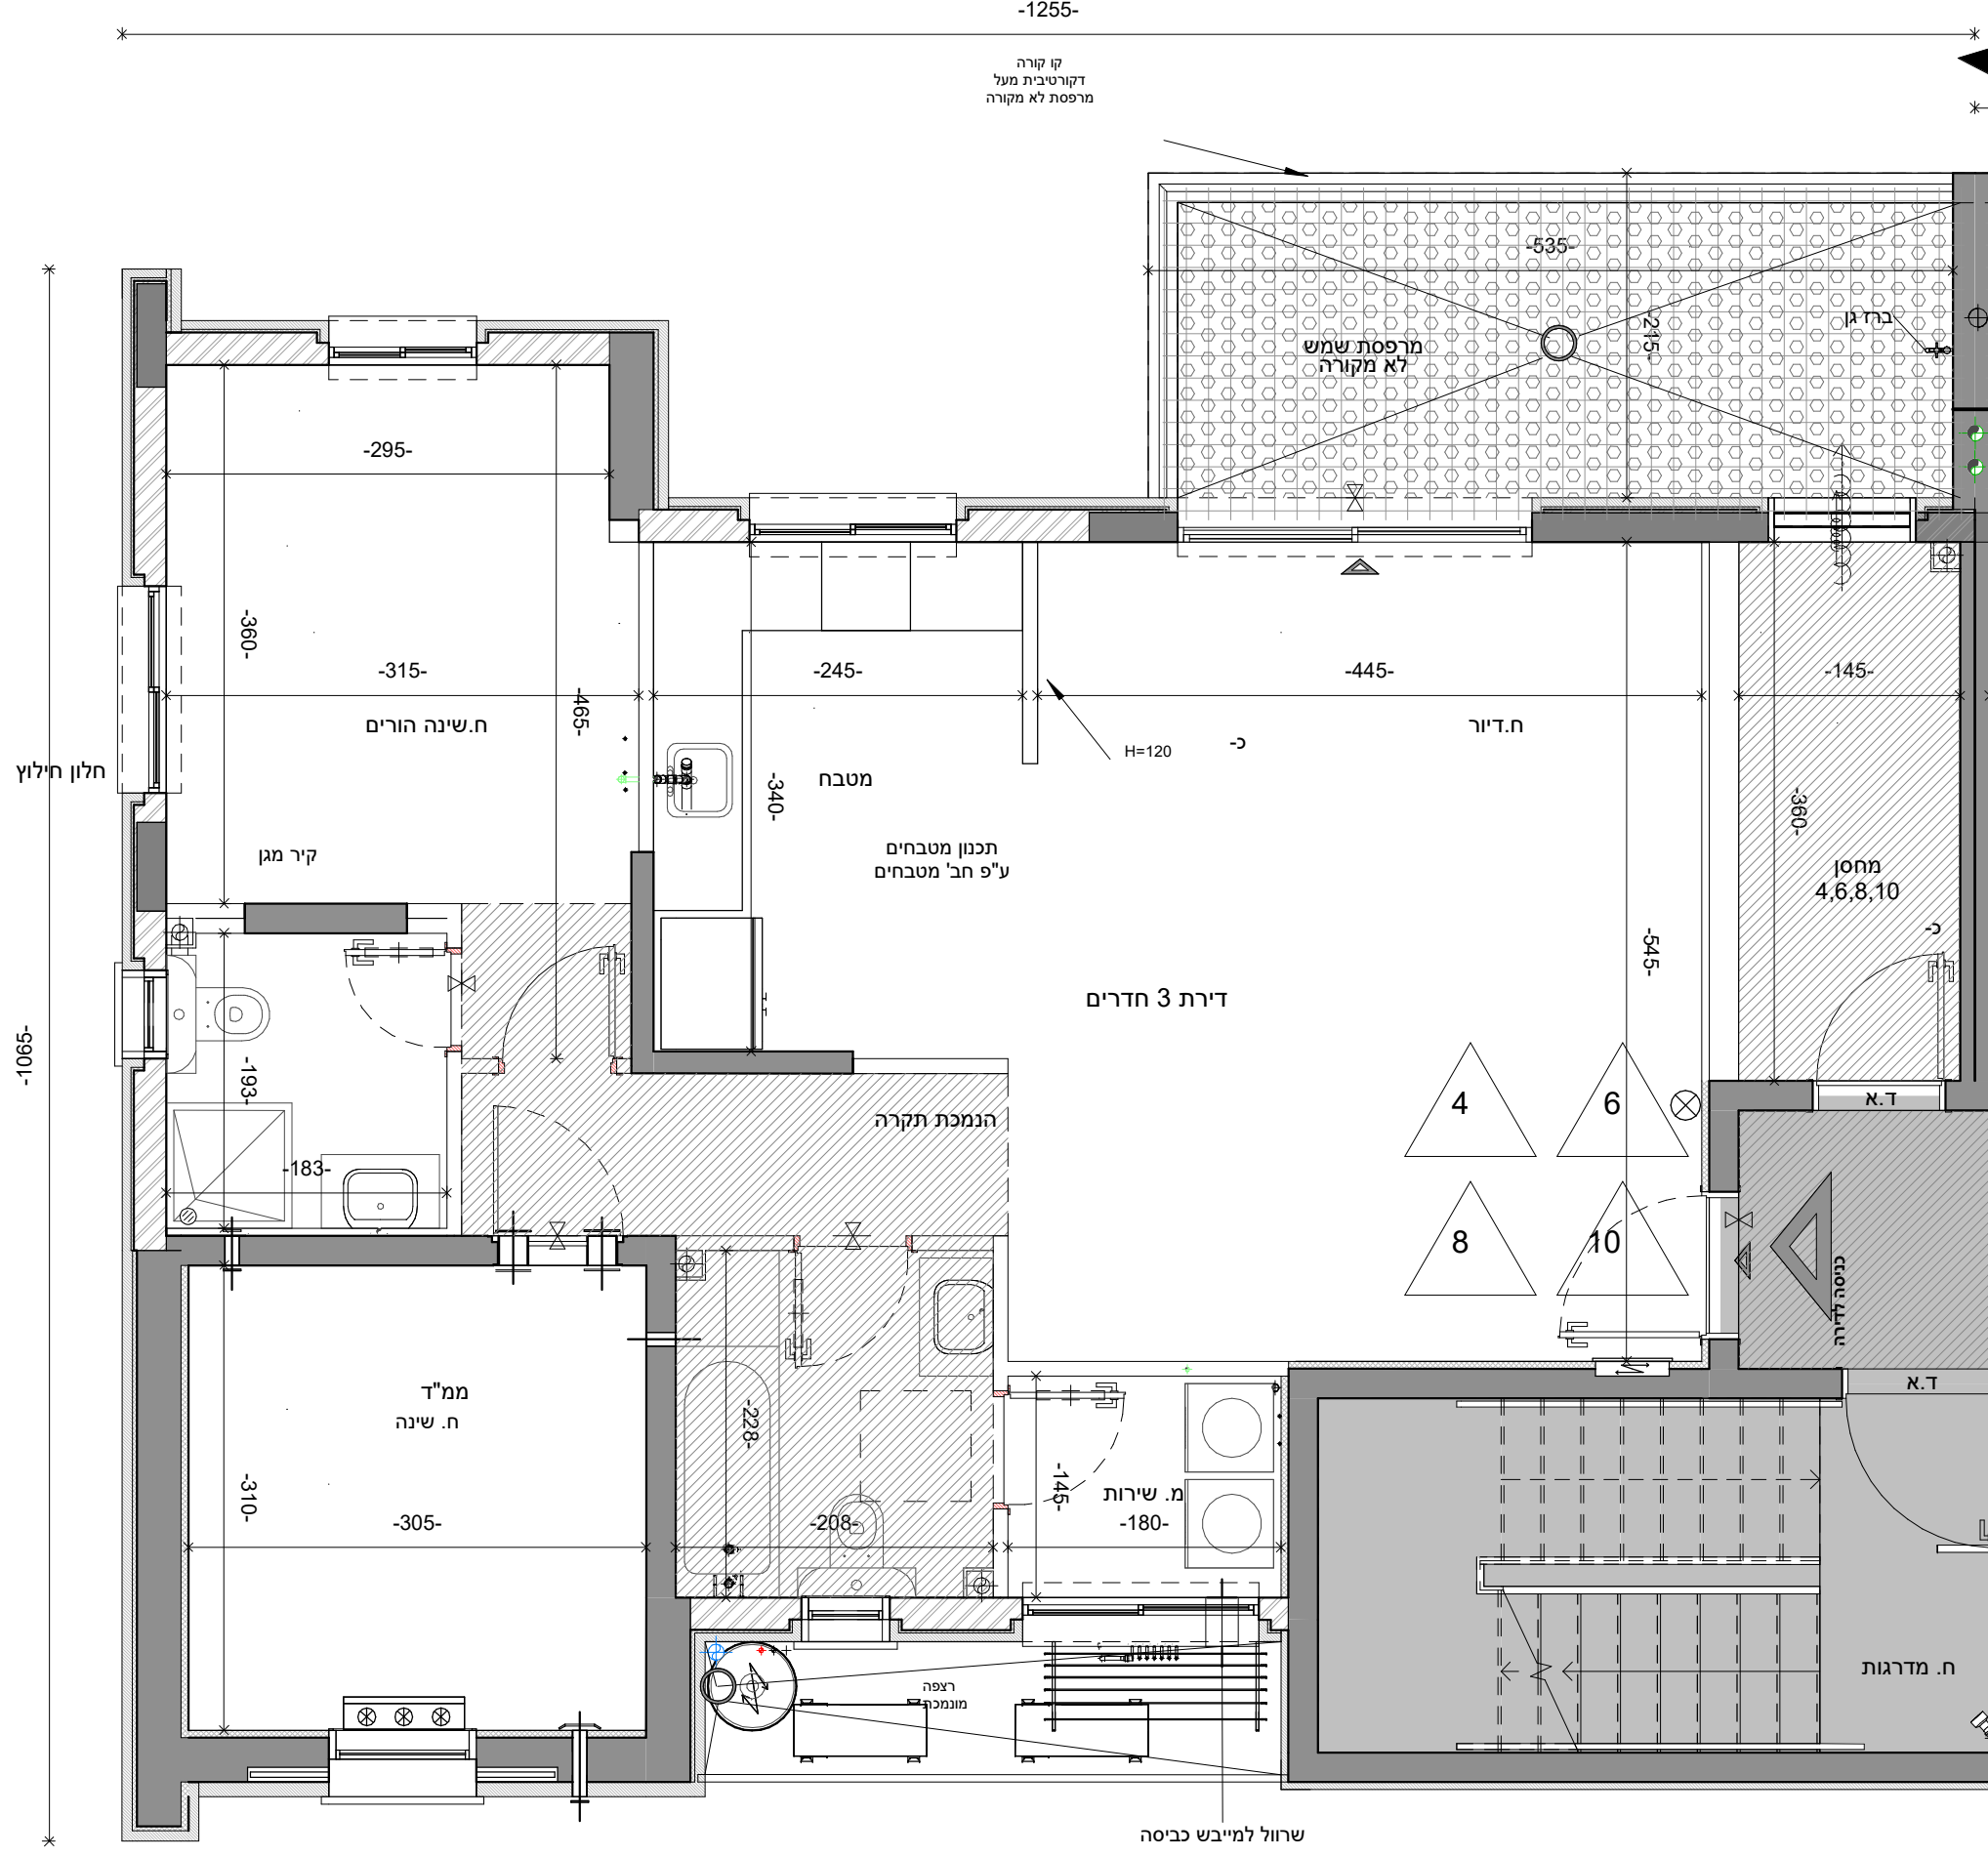 -1255-
קו קורה
דקורטיבית מעל
מרפסת לא מקורה
-535-
-215-
ברז גן
מרפסת שמש
לא מקורה
-295-
-360-
-315-
-465-
ח.שינה הורים
-245-
-445-
-145-
ח.דיור
כ-
H=120
חלון חילוץ
מטבח
-340-
-360-
קיר מגן
תכנון מטבחים
ע"פ חב' מטבחים
מחסן
4,6,8,10
כ-
-545-
דירת 3 חדרים
-1065-
-193-
-183-
הנמכת תקרה
4
6
8
10
ד.א
כניסה לדירה
ד.א
ממ"ד
ח. שינה
-310-
-305-
-228-
-208-
-145-
מ. שירות
-180-
רצפה
מונמכת
ח. מדרגות
שרוול למייבש כביסה